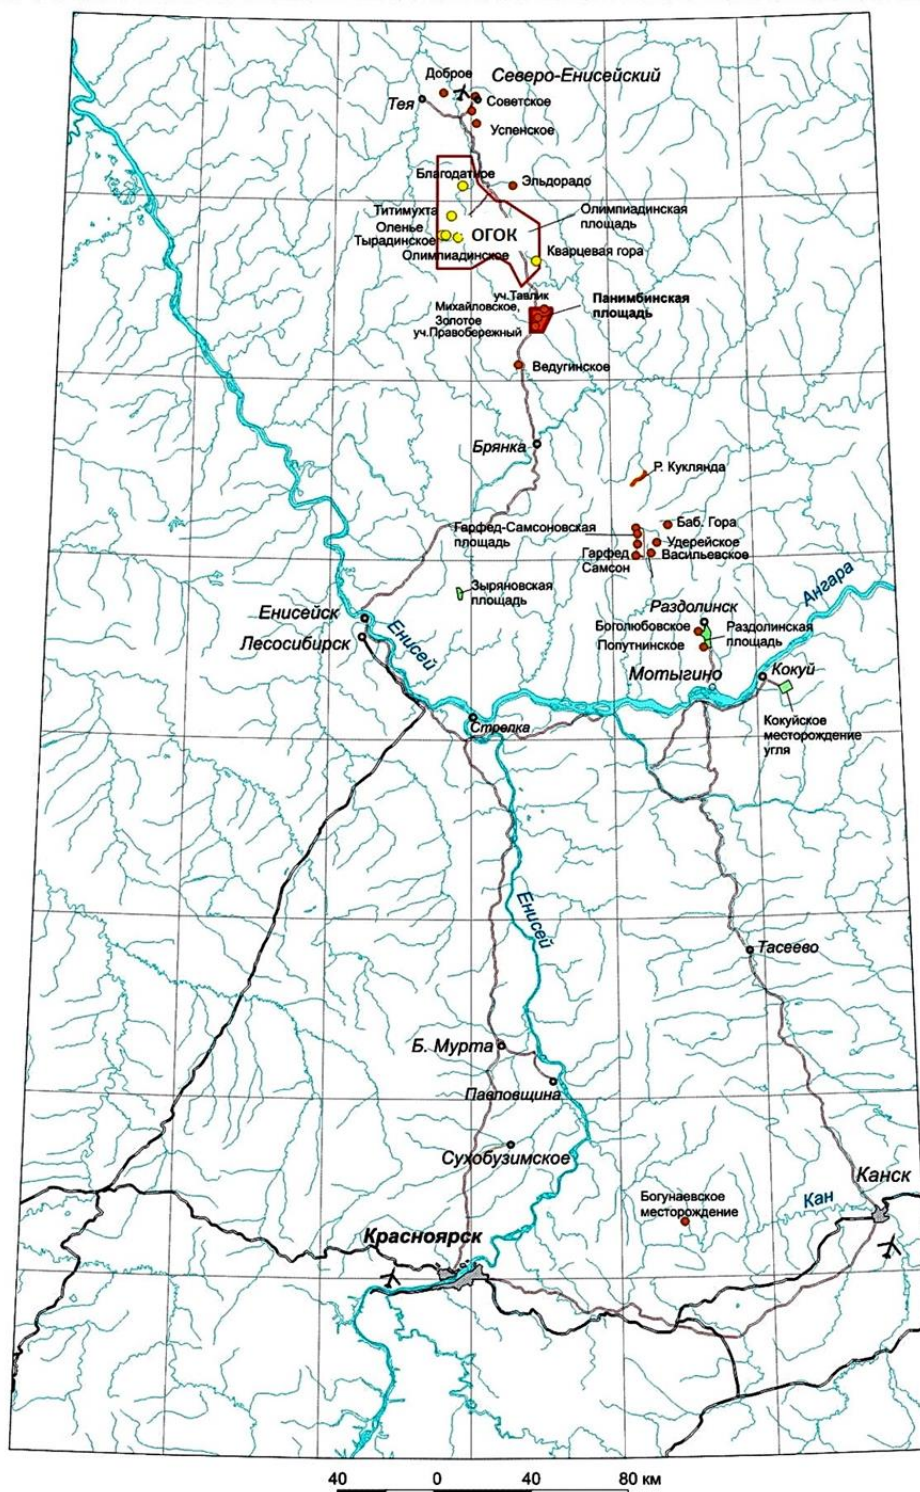 Доброе
Северо-Енисейский
Тея
Советское
Успенское
Благодатное
Эльдорадо
Титимухта
Олимпиадинская
площадь
Оленье
Тырадинское
ОГОК
Олимпиадинское
Кварцевая гора
уч.Тавлик
Михайловское,
Золотое
уч.Правобережный
Панимбинская
площадь
Ведугинское
Брянка
Р. Куклянда
Гарфед-Самсоновская
площадь
Баб. Гора
Удерейское
Васильевское
Гарфед
Самсон
Зыряновская
площадь
Ангара
Енисейск
Лесосибирск
Енисей
Раздолинск
Боголюбовское
Раздолинская
площадь
Попутнинское
Мотыгино
Кокуй
Стрелка
Кокуйское
месторождение
угля
Енисей
Тасеево
Б. Мурта
Павловщина
Сухобузимское
Богунаевское
месторождение
Кан
Канск
Красноярск
40 0 40 80 км